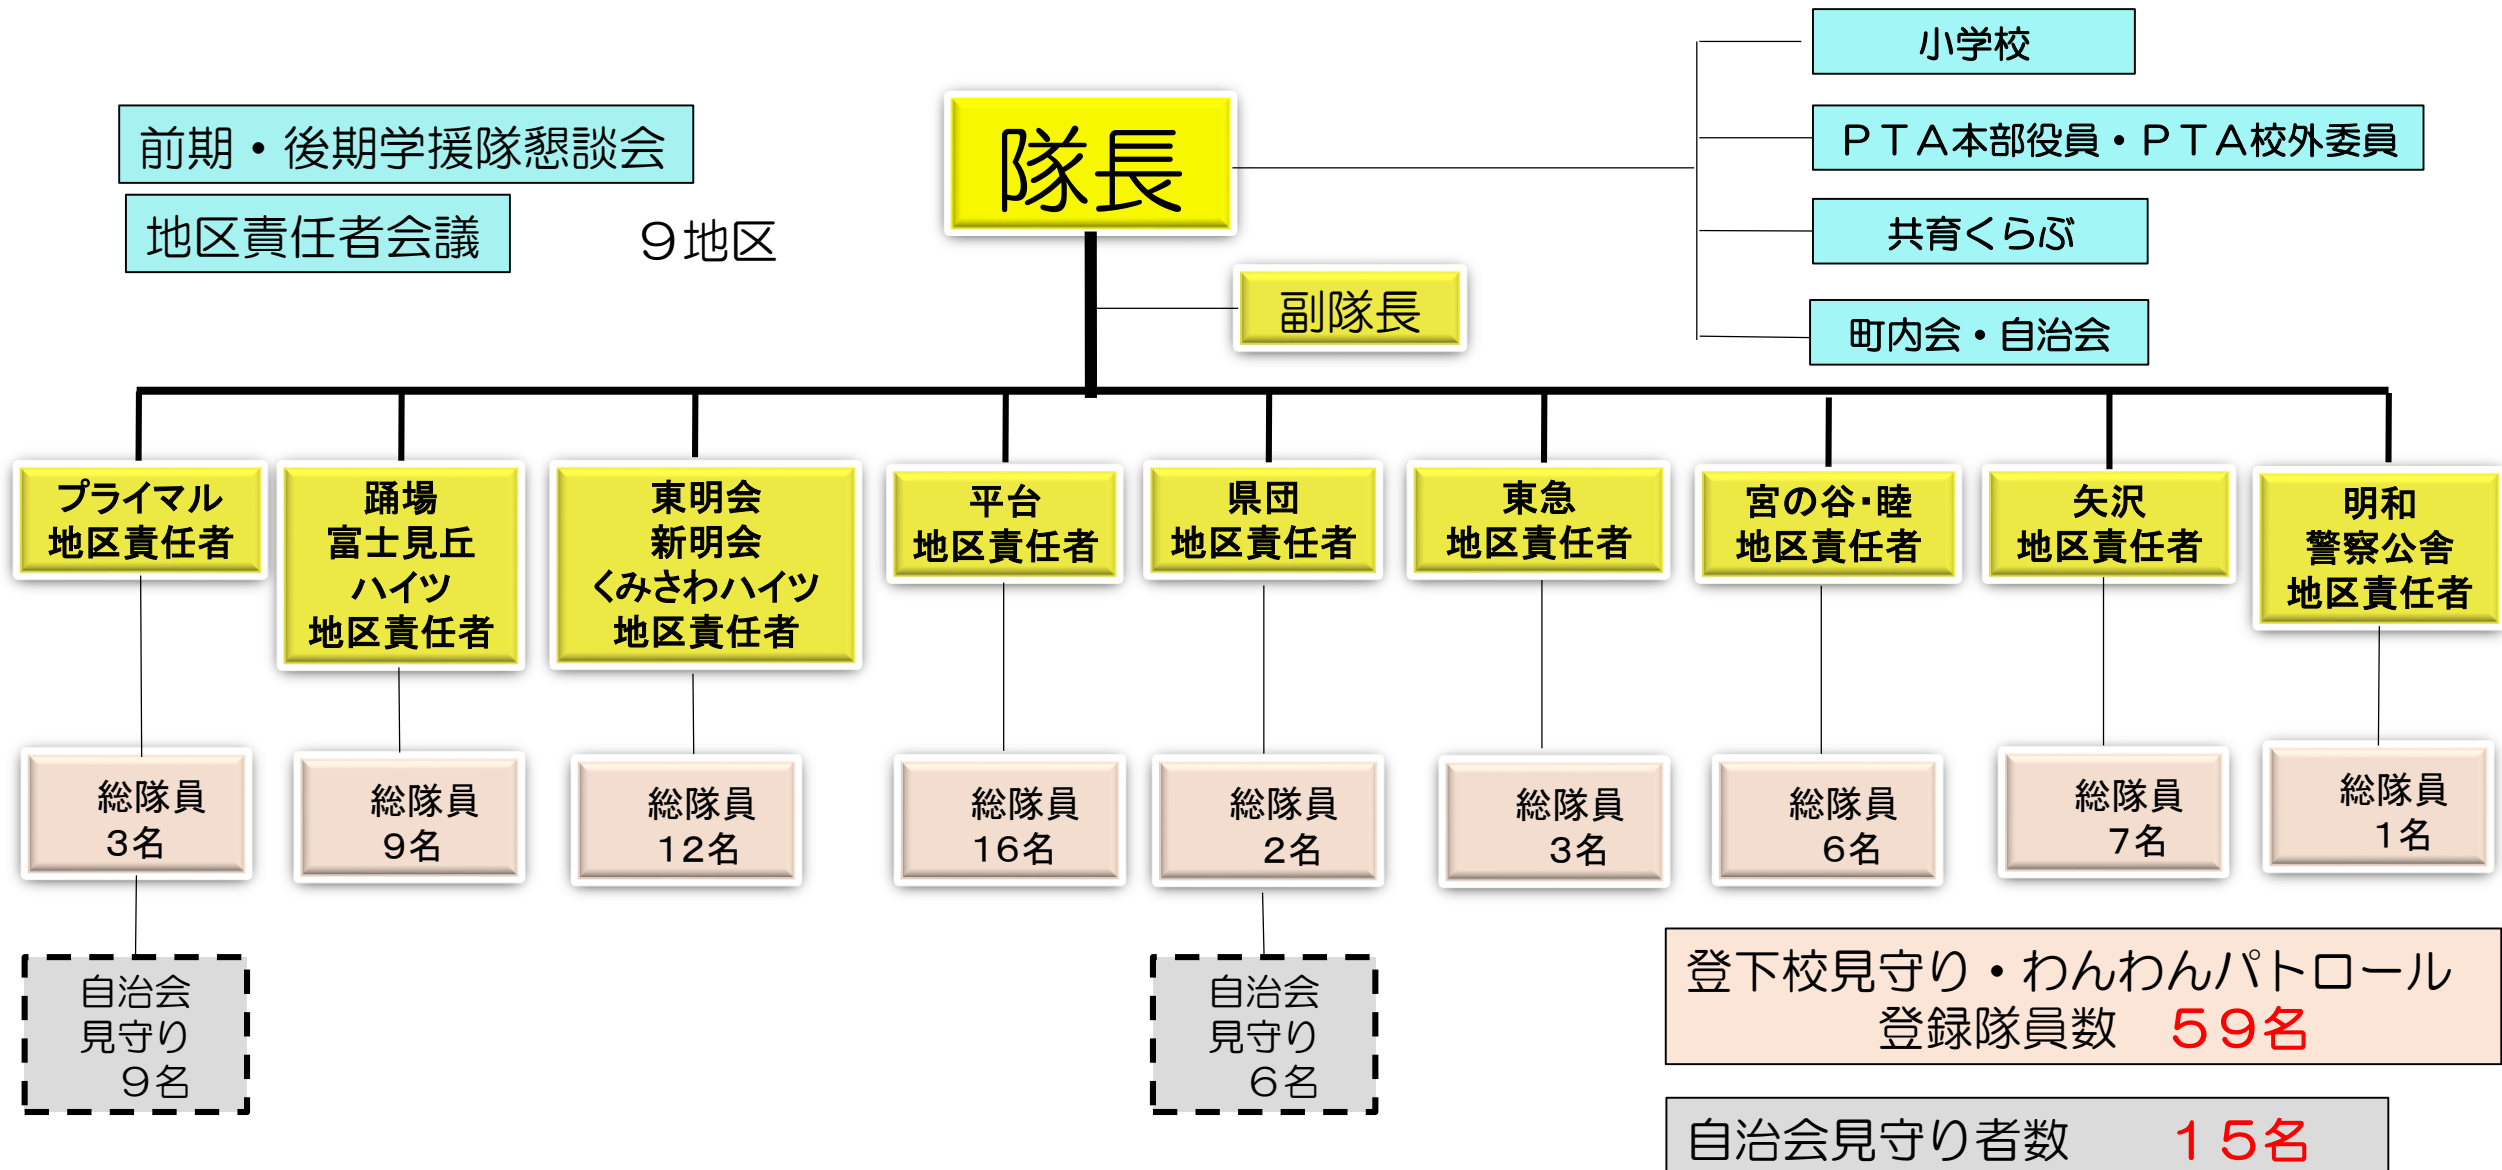 前期・後期学援隊懇談会
地区責任者会議
９地区
隊長
副隊長
小学校
ＰＴＡ本部役員・ＰＴＡ校外委員
共育くらぶ
町内会・自治会
プライマル
地区責任者
踊場
富士見丘
ハイツ
地区責任者
東明会
新明会
くみさわハイツ
地区責任者
平台
地区責任者
県団
地区責任者
東急
地区責任者
宮の谷・睦
地区責任者
矢沢
地区責任者
明和
警察公舎
地区責任者
総隊員
3名
総隊員
9名
総隊員
12名
総隊員
16名
総隊員
2名
総隊員
3名
総隊員
6名
総隊員
7名
総隊員
1名
自治会
見守り
９名
自治会
見守り
６名
登下校見守り・わんわんパトロール
登録隊員数　５９名
自治会見守り者数　１５名